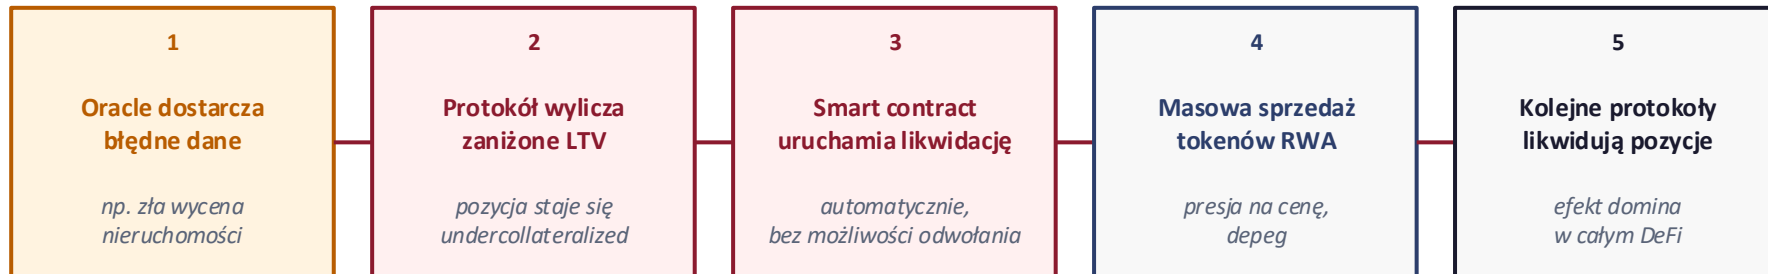 1
Oracle dostarcza
błędne dane
np. zła wycena
nieruchomości
2
Protokół wylicza
zaniżone LTV
pozycja staje się
undercollateralized
3
Smart contract
uruchamia likwidację
automatycznie,
bez możliwości odwołania
4
Masowa sprzedaż
tokenów RWA
presja na cenę,
depeg
5
Kolejne protokoły
likwidują pozycje
efekt domina
w całym DeFi